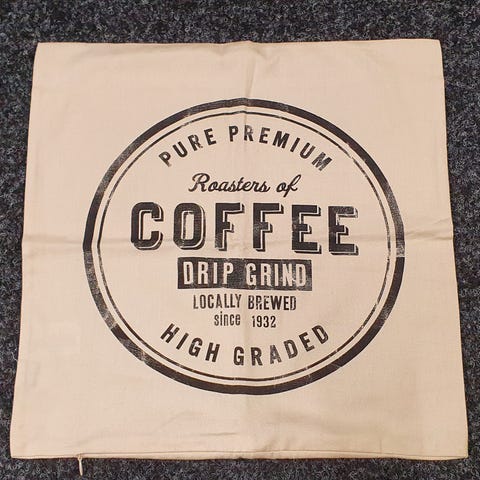 PURE PREMIUM
Roasters of
COFFEE
DRIP GRIND
LOCALLY BREWED
since 1932
HIGH GRADED